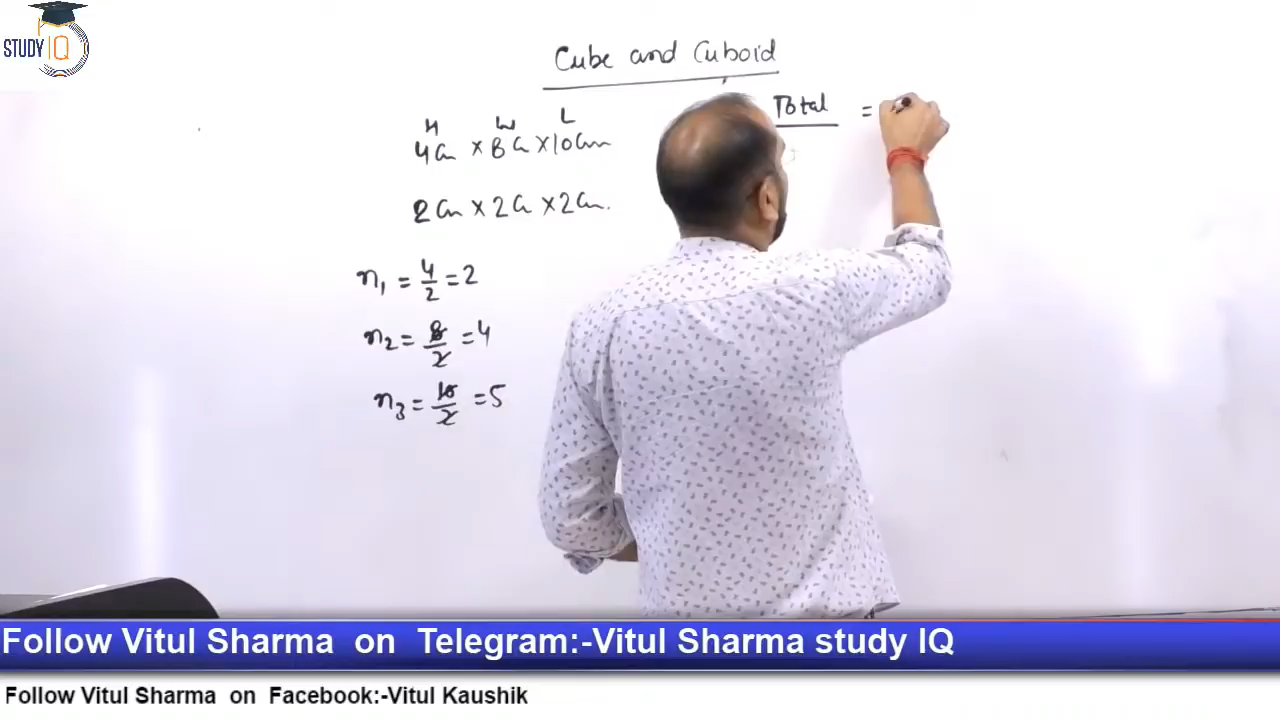 STUDY IQ
Cube and Cuboid
H W L
4cm × 8cm × 10cm
2cm × 2cm × 2cm.
n₁ = 4/2 = 2
n₂ = 8/2 = 4
n₃ = 10/2 = 5
Total =
Follow Vitul Sharma on Telegram:-Vitul Sharma study IQ
Follow Vitul Sharma on Facebook:-Vitul Kaushik